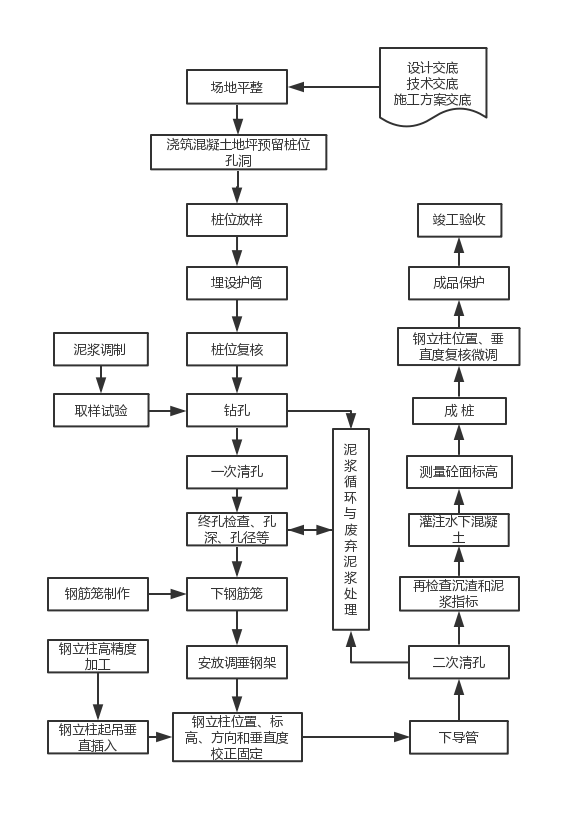 设计交底
技术交底
施工方案交底
场地平整
浇筑混凝土地坪预留桩位
孔洞
桩位放样
竣工验收
埋设护筒
成品保护
泥浆调制
桩位复核
钢立柱位置、垂
直度复核微调
取样试验
钻孔
成 桩
泥浆循环与废弃泥浆处理
一次清孔
测量砼面标高
终孔检查、孔
深、孔径等
灌注水下混凝
土
钢筋笼制作
下钢筋笼
再检查沉渣和泥
浆指标
钢立柱高精度
加工
安放调垂钢架
二次清孔
钢立柱起吊垂
直插入
钢立柱位置、标
高、方向和垂直度
校正固定
下导管